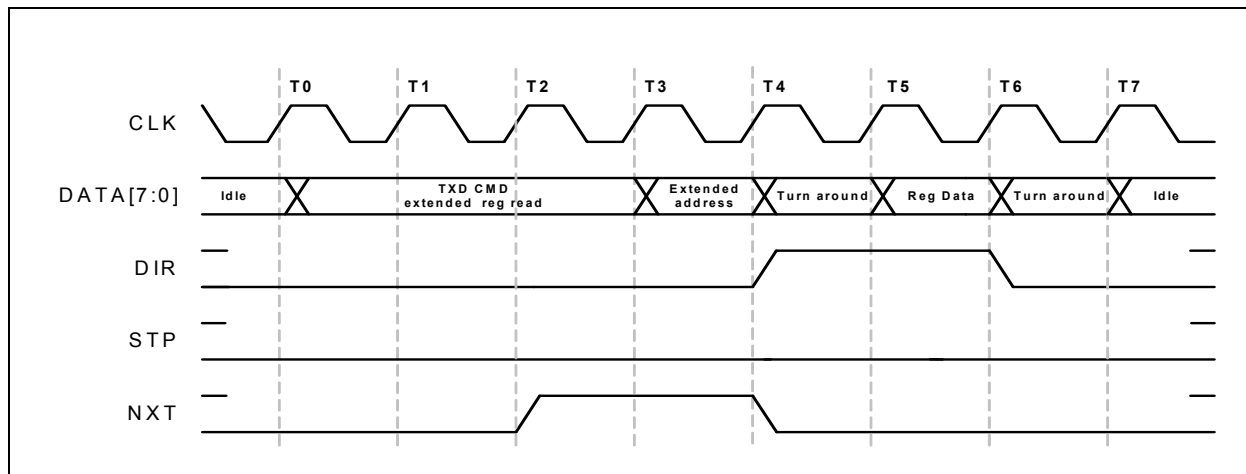 T0 T1 T2 T3 T4 T5 T6 T7
CLK
DATA[7:0]
Idle
TXD CMD
extended reg read
Extended
address
Turn around
Reg Data
Turn around
Idle
DIR
STP
NXT